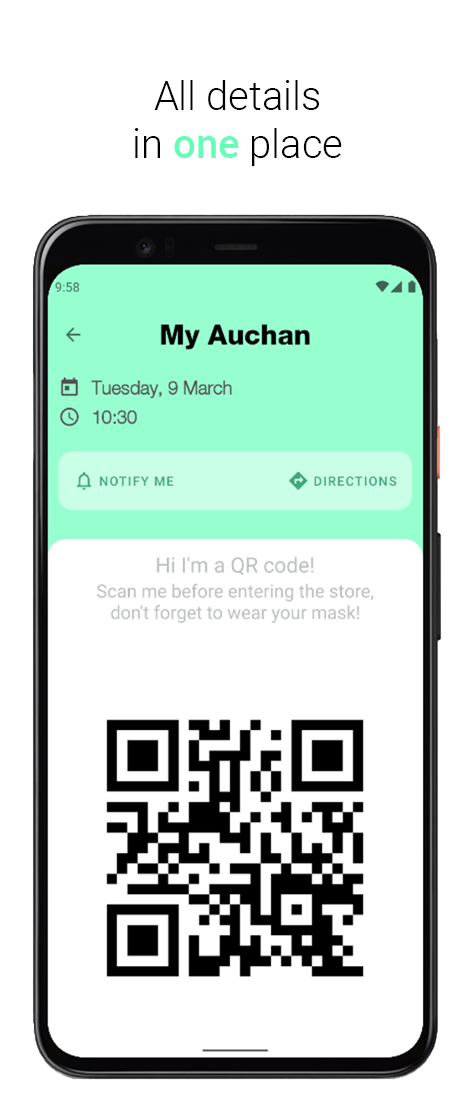 All details
in one place
9:58
My Auchan
Tuesday, 9 March
10:30
NOTIFY ME
DIRECTIONS
Hi I'm a QR code!
Scan me before entering the store,
don't forget to wear your mask!